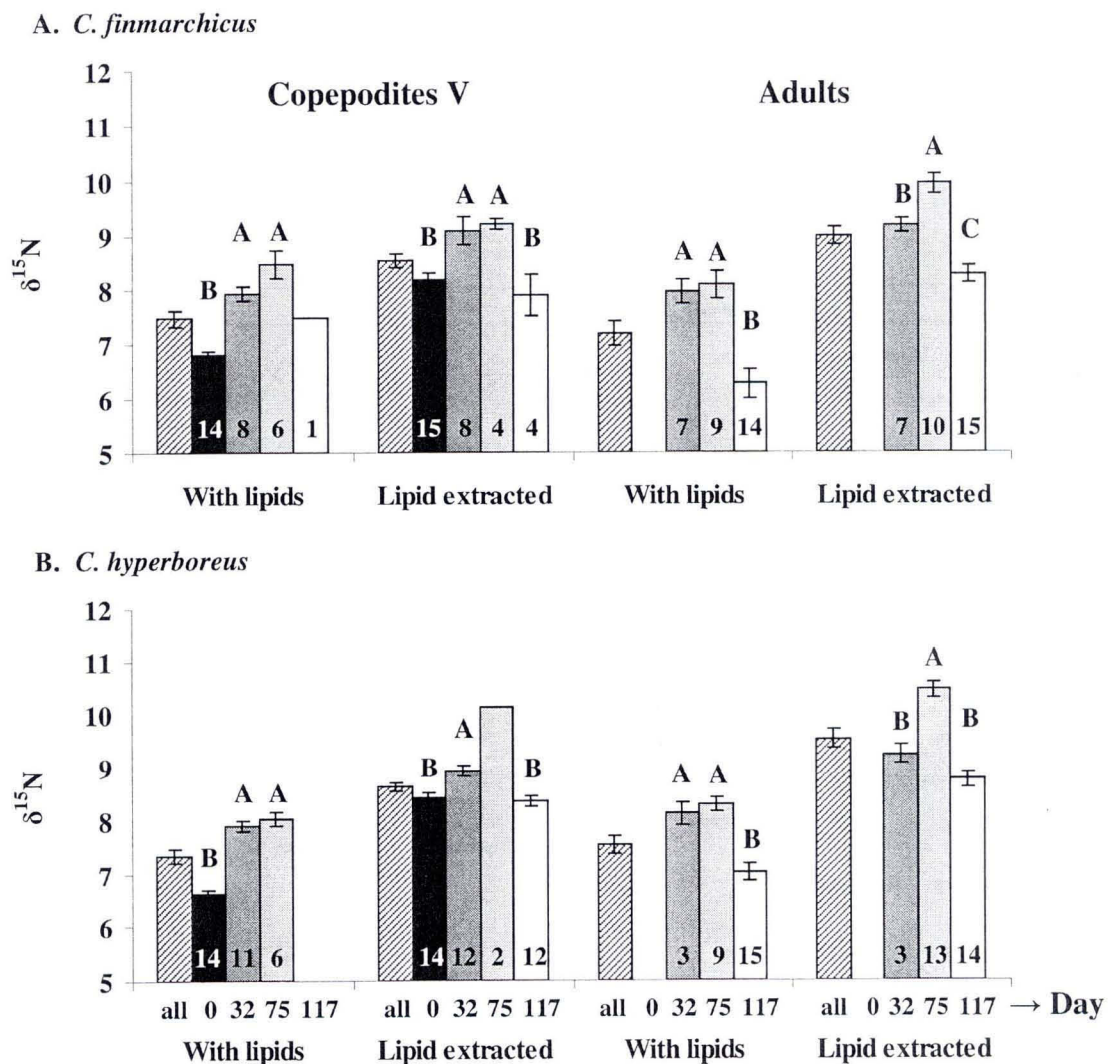 A. C. finmarchicus
12
11
10
9
8
7
6
5
δ¹⁵N
Copepodites V
Adults
B A A
B A A B
A A B
B A C
14 8 6 1
15 8 4 4
7 9 14
7 10 15
With lipids Lipid extracted With lipids Lipid extracted
B. C. hyperboreus
12
11
10
9
8
7
6
5
δ¹⁵N
B A A
B A B
A A B
B A B
14 11 6
14 12 2 12
3 9 15
3 13 14
all 0 32 75 117 all 0 32 75 117 all 0 32 75 117 all 0 32 75 117 → Day
With lipids Lipid extracted With lipids Lipid extracted